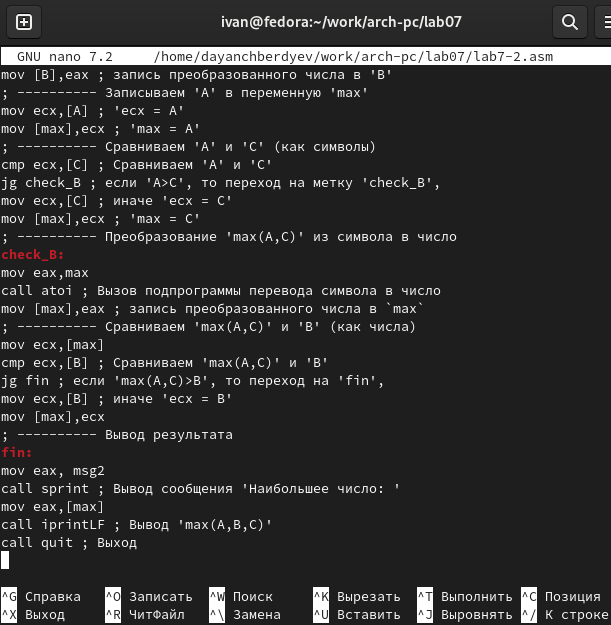 ivan@fedora:~/work/arch-pc/lab07
GNU nano 7.2 /home/dayanchberdyev/work/arch-pc/lab07/lab7-2.asm
mov [B],eax ; запись преобразованного числа в 'B'
; ---------- Записываем 'A' в переменную 'max'
mov ecx,[A] ; 'ecx = A'
mov [max],ecx ; 'max = A'
; ---------- Сравниваем 'A' и 'С' (как символы)
cmp ecx,[C] ; Сравниваем 'A' и 'С'
jg check_B ; если 'A>C', то переход на метку 'check_B',
mov ecx,[C] ; иначе 'ecx = C'
mov [max],ecx ; 'max = C'
; ---------- Преобразование 'max(A,C)' из символа в число
check_B:
mov eax,max
call atoi ; Вызов подпрограммы перевода символа в число
mov [max],eax ; запись преобразованного числа в `max`
; ---------- Сравниваем 'max(A,C)' и 'B' (как числа)
mov ecx,[max]
cmp ecx,[B] ; Сравниваем 'max(A,C)' и 'B'
jg fin ; если 'max(A,C)>B', то переход на 'fin',
mov ecx,[B] ; иначе 'ecx = B'
mov [max],ecx
; ---------- Вывод результата
fin:
mov eax, msg2
call sprint ; Вывод сообщения 'Наибольшее число: '
mov eax,[max]
call iprintLF ; Вывод 'max(A,B,C)'
call quit ; Выход
^G Справка ^O Записать ^W Поиск ^K Вырезать ^T Выполнить ^C Позиция
^X Выход ^R ЧитФайл ^\ Замена ^U Вставить ^J Выровнять ^/ К строке